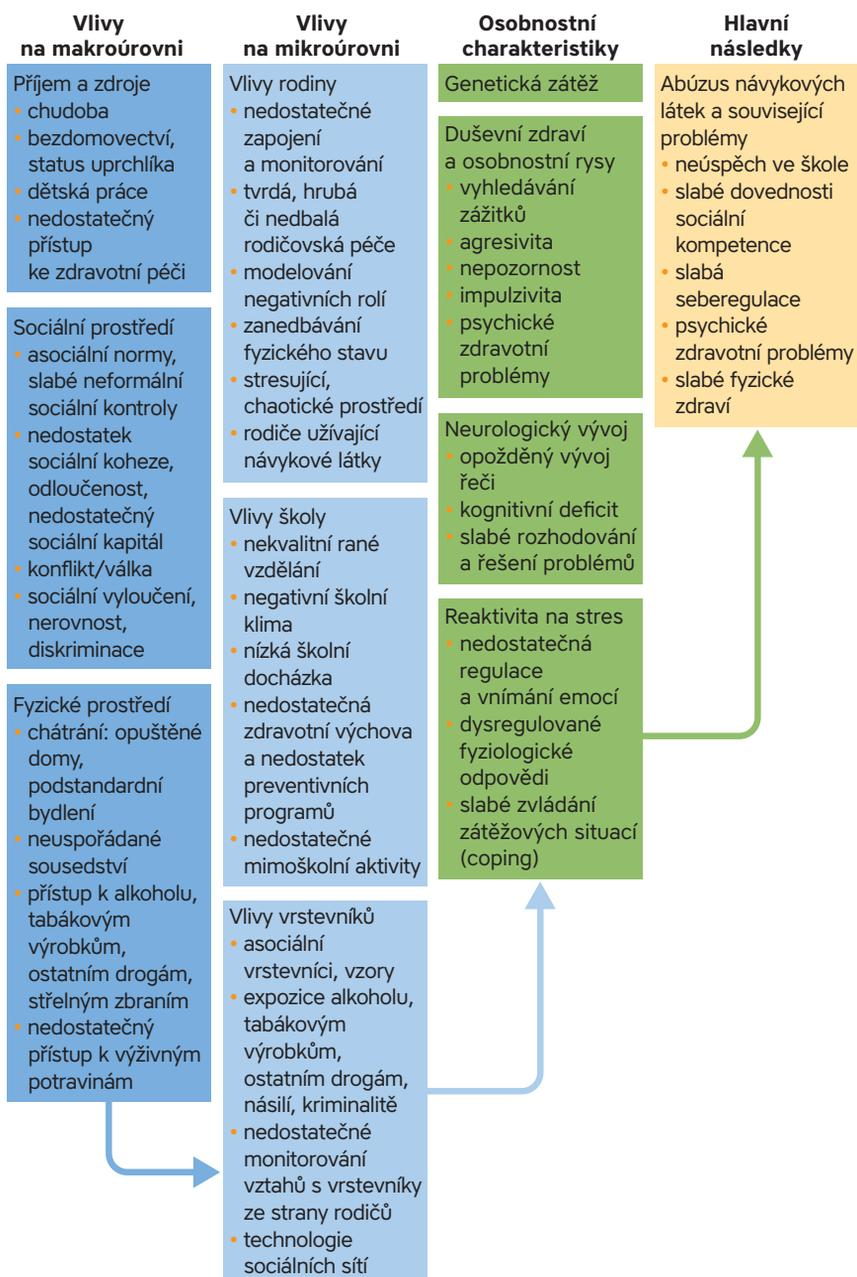 Vlivy
na makroúrovni
Příjem a zdroje
• chudoba
• bezdomovectví,
status uprchlíka
• dětská práce
• nedostatečný
přístup
ke zdravotní péči
Sociální prostředí
• asociální normy,
slabé neformální
sociální kontroly
• nedostatek
sociální koheze,
odloučenost,
nedostatečný
sociální kapitál
• konflikt/válka
• sociální vyloučení,
nerovnost,
diskriminace
Fyzické prostředí
• chátrání: opuštěné
domy,
podstandardní
bydlení
• neuspořádané
sousedství
• přístup k alkoholu,
tabákovým
výrobkům,
ostatním drogám,
střelným zbraním
• nedostatečný
přístup k výživným
potravinám
Vlivy
na mikroúrovni
Vlivy rodiny
• nedostatečné
zapojení
a monitorování
• tvrdá, hrubá
či nedbalá
rodičovská péče
• modelování
negativních rolí
• zanedbávání
fyzického stavu
• stresující,
chaotické prostředí
• rodiče užívající
návykové látky
Vlivy školy
• nekvalitní rané
vzdělání
• negativní školní
klima
• nízká školní
docházka
• nedostatečná
zdravotní výchova
a nedostatek
preventivních
programů
• nedostatečné
mimoškolní aktivity
Vlivy vrstevníků
• asociální
vrstevníci, vzory
• expozice alkoholu,
tabákovým
výrobkům,
ostatním drogám,
násilí, kriminalitě
• nedostatečné
monitorování
vztahů s vrstevníky
ze strany rodičů
• technologie
sociálních sítí
Osobnostní
charakteristiky
Genetická zátěž
Duševní zdraví
a osobnostní rysy
• vyhledávání
zážitků
• agresivita
• nepozornost
• impulzivita
• psychické
zdravotní
problémy
Neurologický vývoj
• opožděný vývoj
řeči
• kognitivní deficit
• slabé rozhodování
a řešení problémů
Reaktivita na stres
• nedostatečná
regulace
a vnímání emocí
• dysregulované
fyziologické
odpovědi
• slabé zvládání
zátěžových situací
(coping)
Hlavní
následky
Abúzus návykových
látek a související
problémy
• neúspěch ve škole
• slabé dovednosti
sociální
kompetence
• slabá
seberegulace
• psychické
zdravotní problémy
• slabé fyzické
zdraví